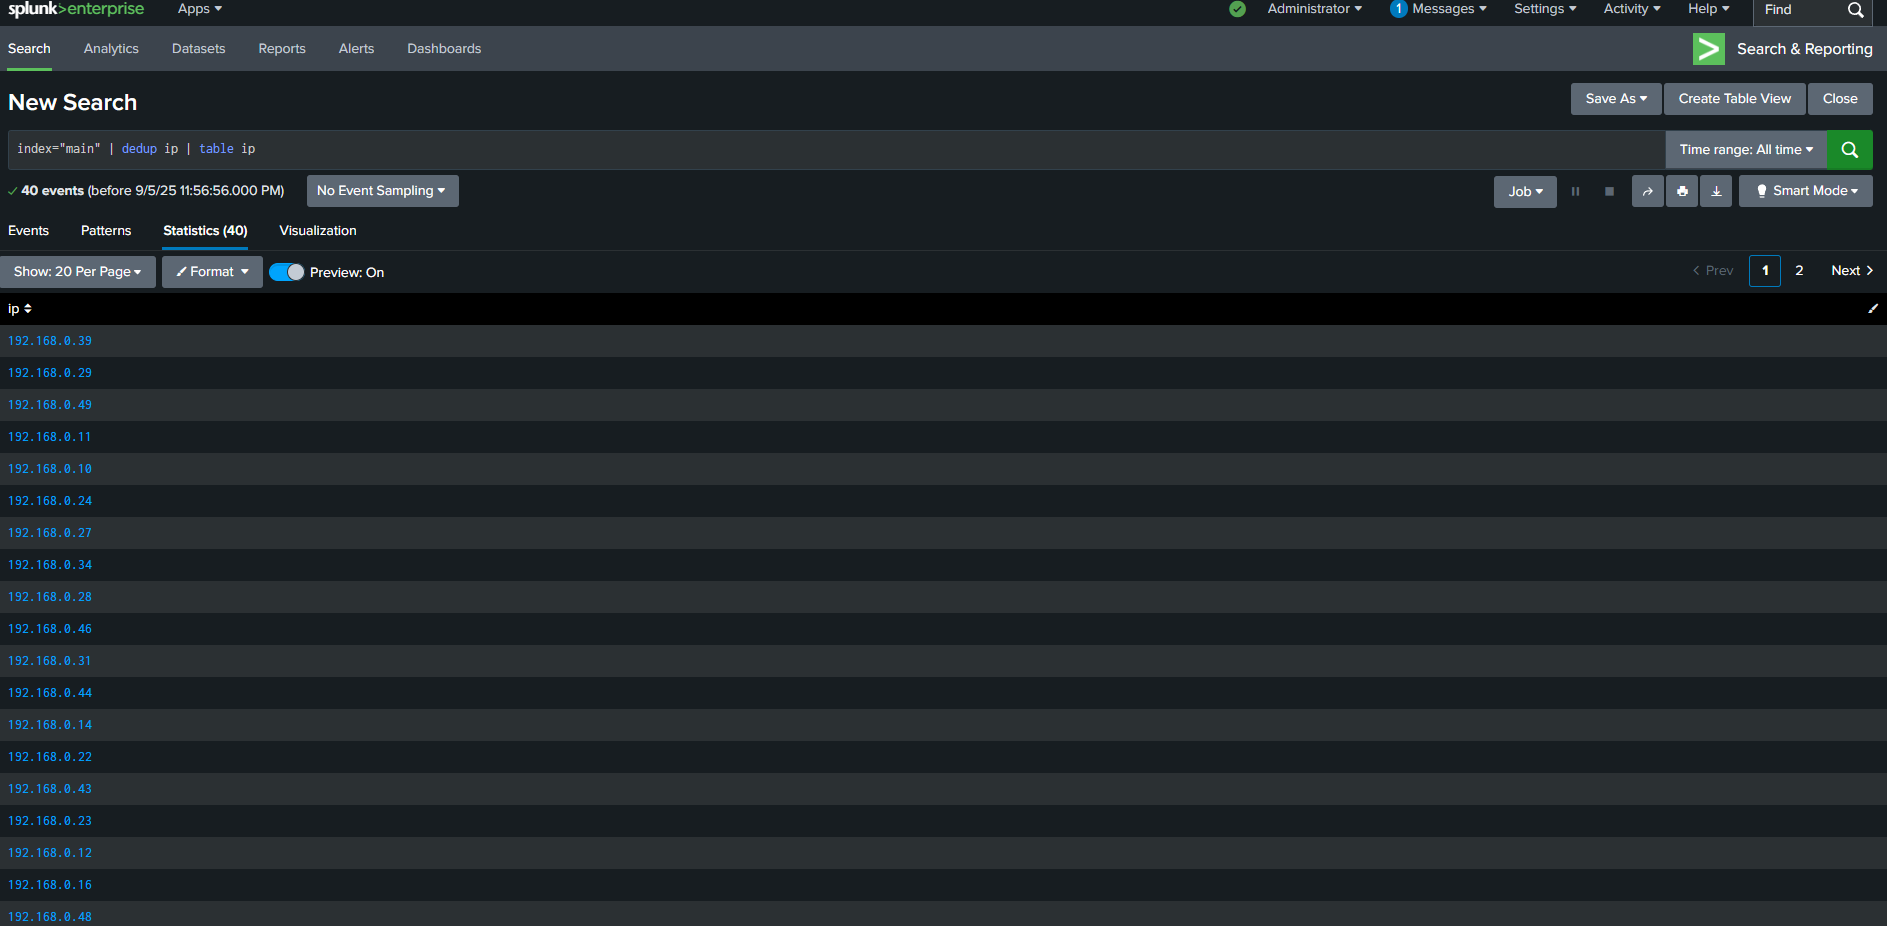 splunk>enterprise Apps Administrator 1 Messages Settings Activity Help Find
Search Analytics Datasets Reports Alerts Dashboards Search & Reporting
New Search Save As Create Table View Close
index="main" | dedup ip | table ip Time range: All time
40 events (before 9/5/25 11:56:56.000 PM) No Event Sampling Job Smart Mode
Events Patterns Statistics (40) Visualization
Show: 20 Per Page Format Preview: On Prev 1 2 Next
ip
192.168.0.39
192.168.0.29
192.168.0.49
192.168.0.11
192.168.0.10
192.168.0.24
192.168.0.27
192.168.0.34
192.168.0.28
192.168.0.46
192.168.0.31
192.168.0.44
192.168.0.14
192.168.0.22
192.168.0.43
192.168.0.23
192.168.0.12
192.168.0.16
192.168.0.48